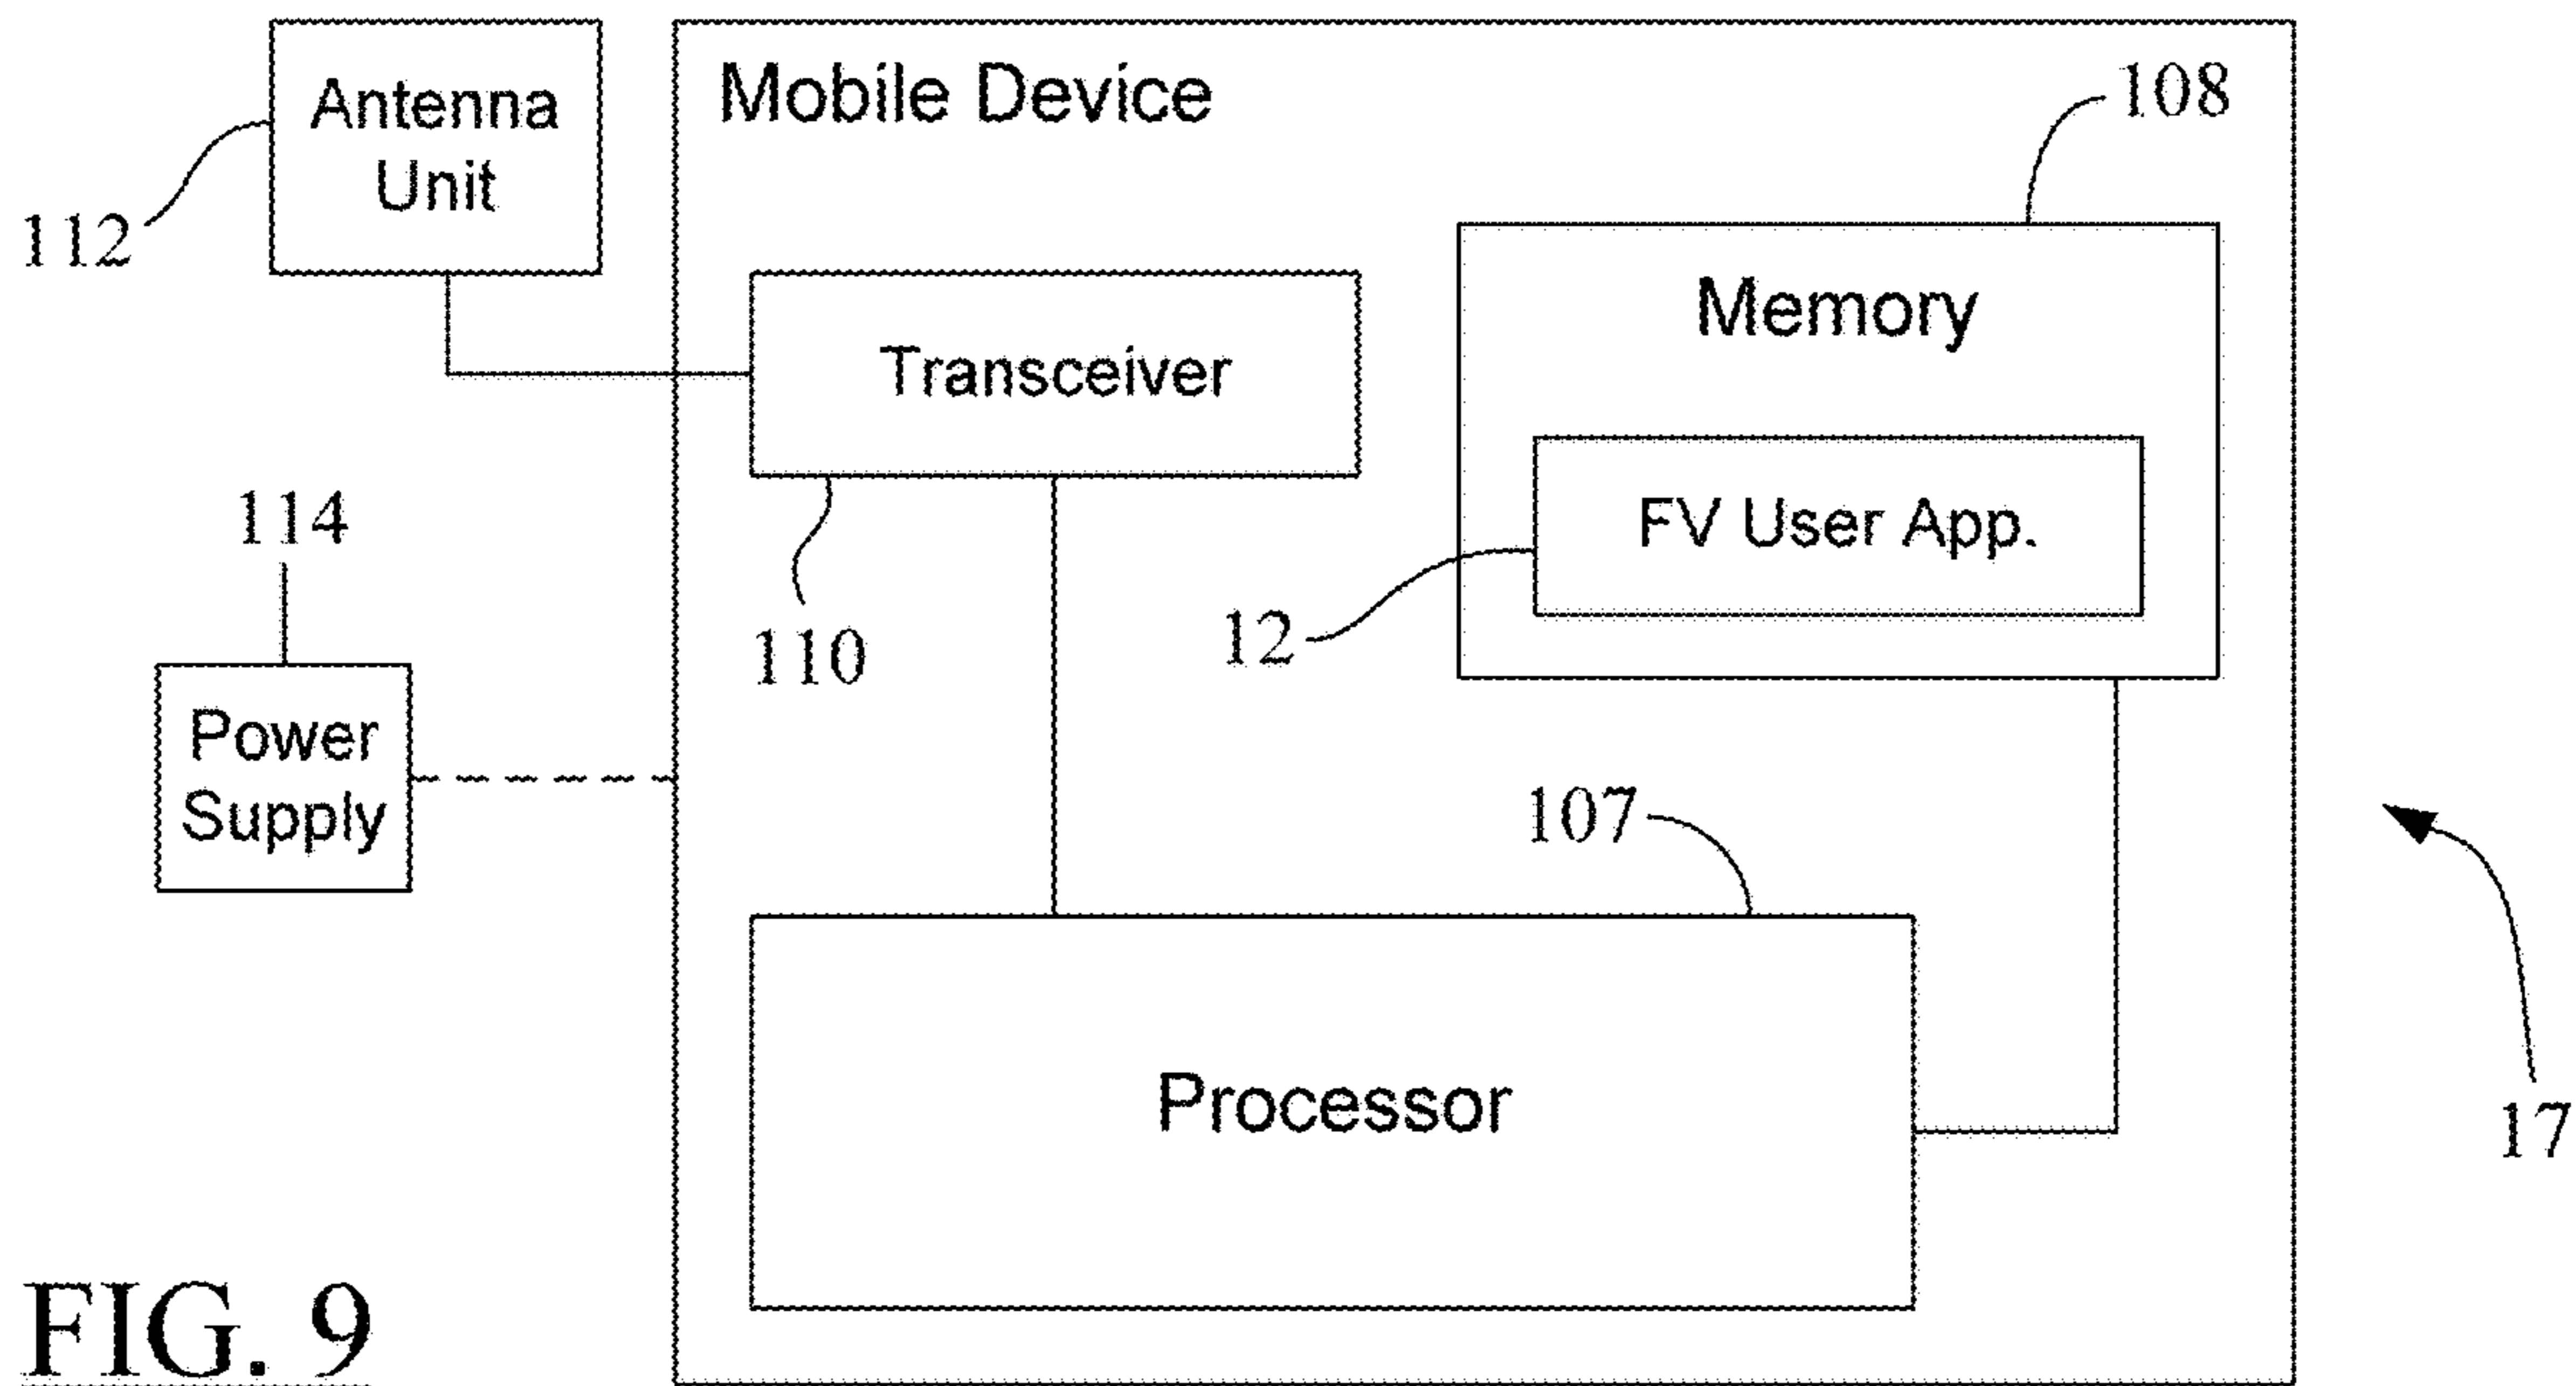 Antenna
Unit
112
Mobile Device
108
Transceiver
110
Memory
FV User App.
12
114
Power
Supply
107
Processor
17
FIG. 9